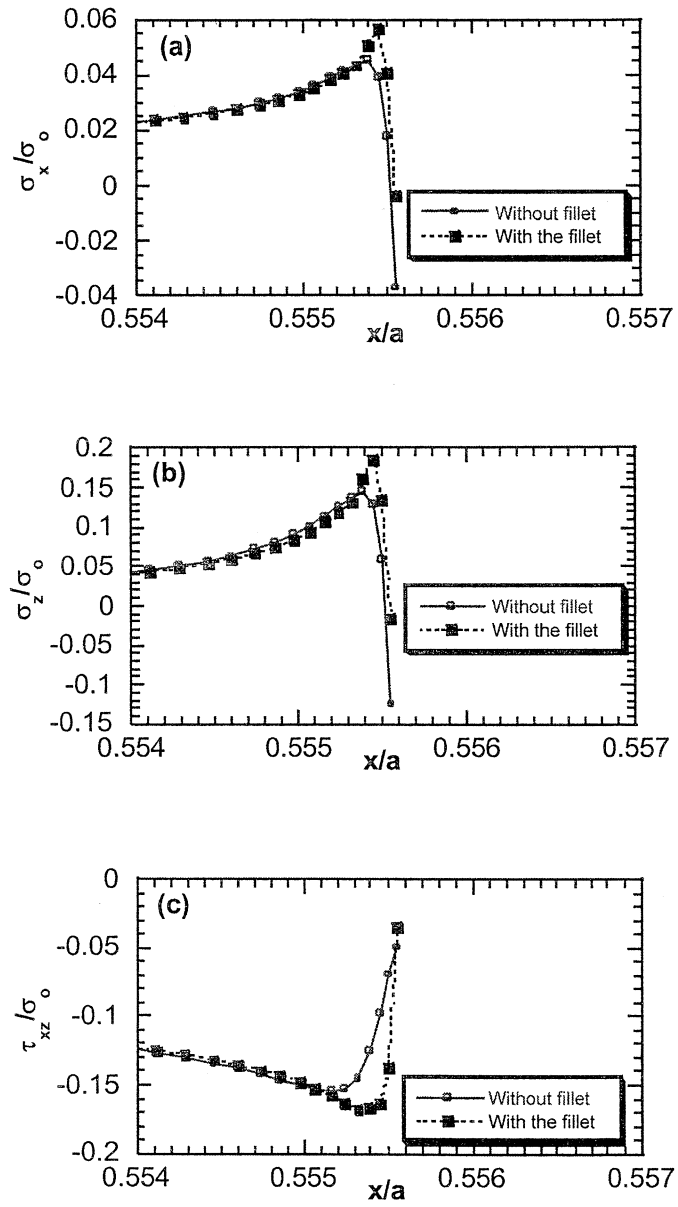 (a)
0.06
0.04
0.02
0
-0.02
-0.04
σx/σo
Without fillet
With the fillet
0.554 0.555 0.556 0.557
x/a
(b)
0.2
0.15
0.1
0.05
0
-0.05
-0.1
-0.15
σz/σo
Without fillet
With the fillet
0.554 0.555 0.556 0.557
x/a
(c)
0
-0.05
-0.1
-0.15
-0.2
τxz/σo
Without fillet
With the fillet
0.554 0.555 0.556 0.557
x/a